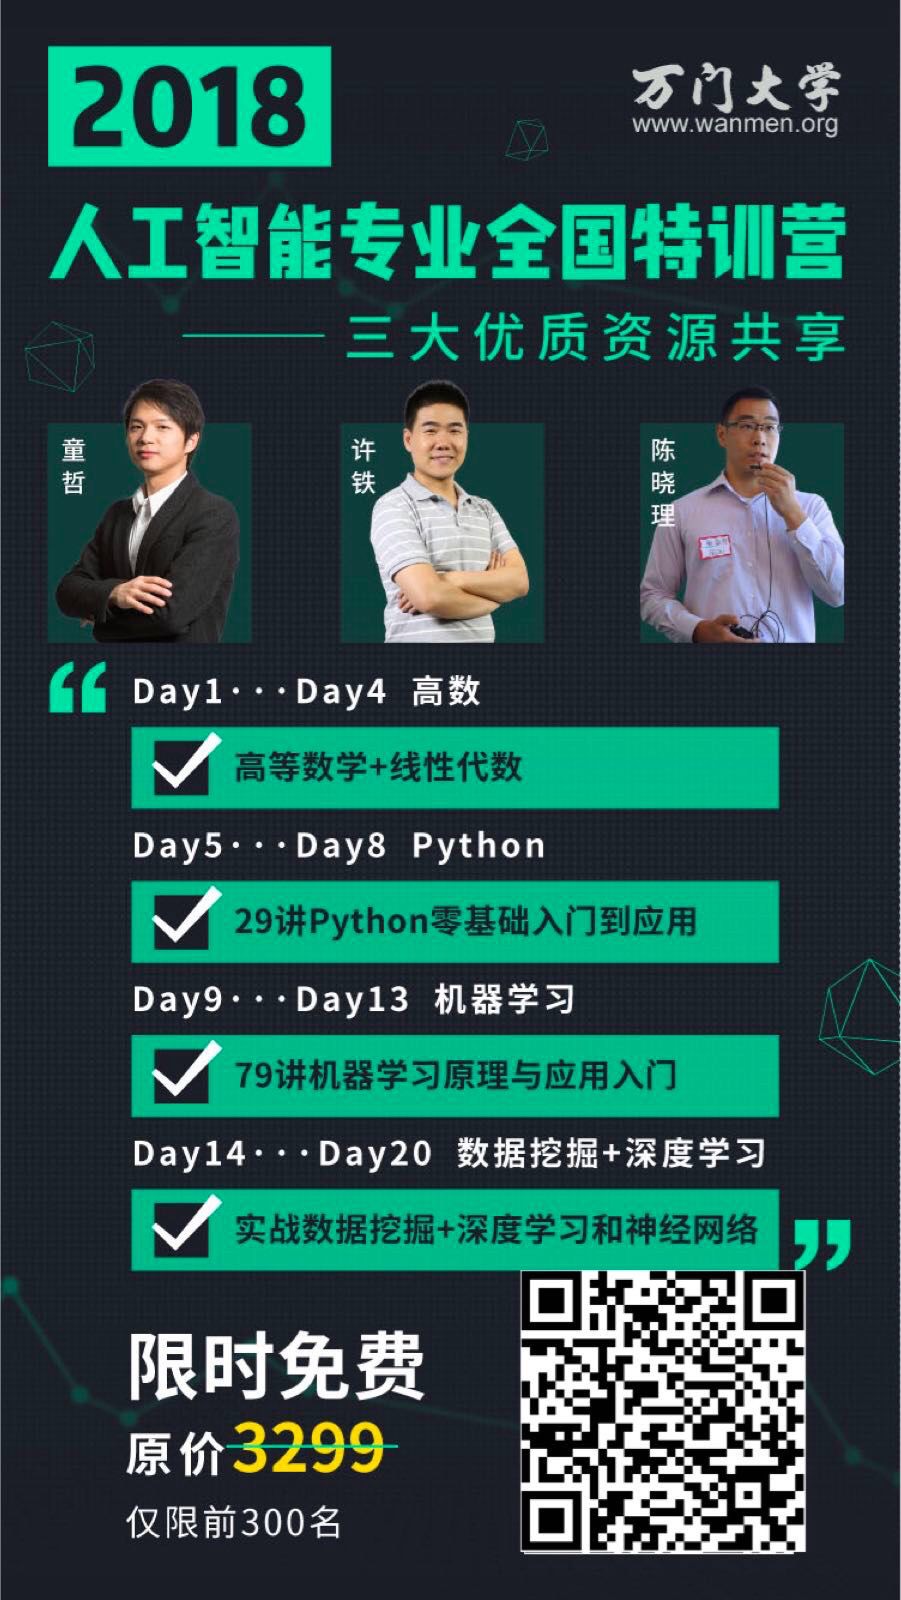 2018
万门大学
www.wanmen.org
人工智能专业全国特训营
三大优质资源共享
童哲
许铁
陈晓理
Day1···Day4 高数
高等数学+线性代数
Day5···Day8 Python
29讲Python零基础入门到应用
Day9···Day13 机器学习
79讲机器学习原理与应用入门
Day14···Day20 数据挖掘+深度学习
实战数据挖掘+深度学习和神经网络
限时免费
原价3299
仅限前300名